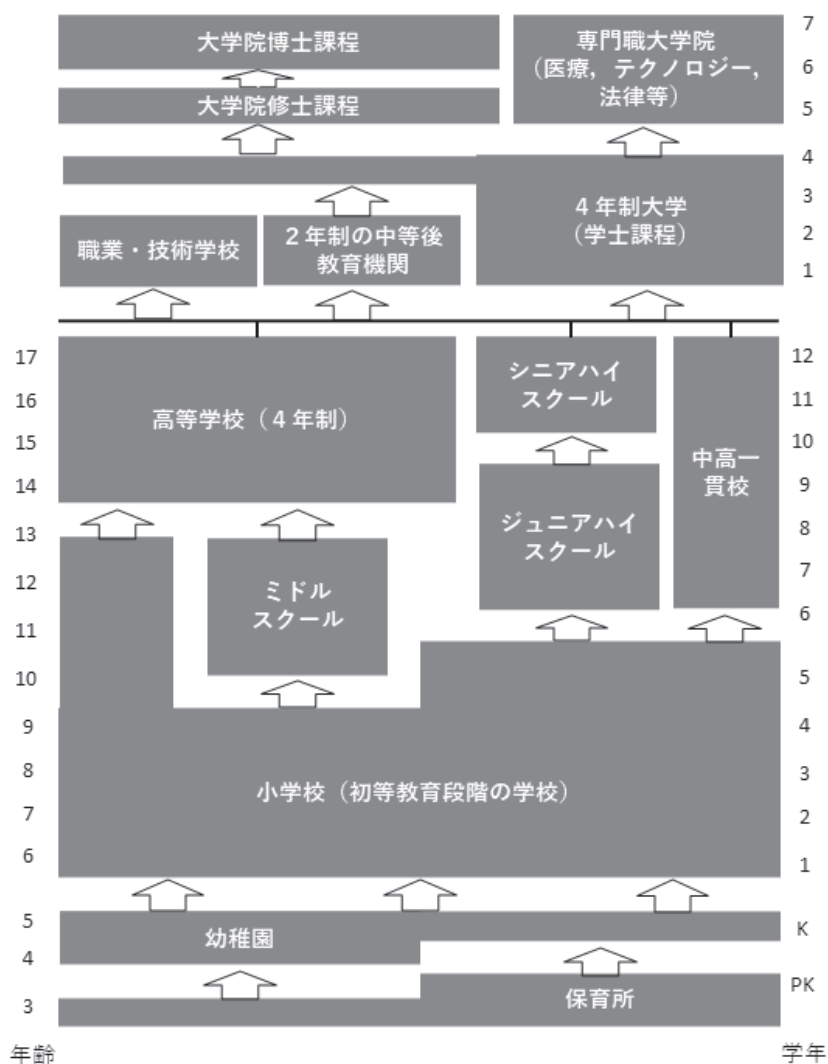 大学院博士課程
専門職大学院
（医療，テクノロジー，
法律等）
7
6
大学院修士課程
5
4
3
4年制大学
（学士課程）
職業・技術学校
2年制の中等後
教育機関
2
1
17
16
15
14
高等学校（4年制）
シニアハイ
スクール
12
11
10
中高一
貫校
9
ジュニアハイ
スクール
8
7
6
13
12
11
10
ミドル
スクール
5
9
8
7
6
小学校（初等教育段階の学校）
4
3
2
1
5
4
幼稚園
K
3
保育所
PK
年齢
学年